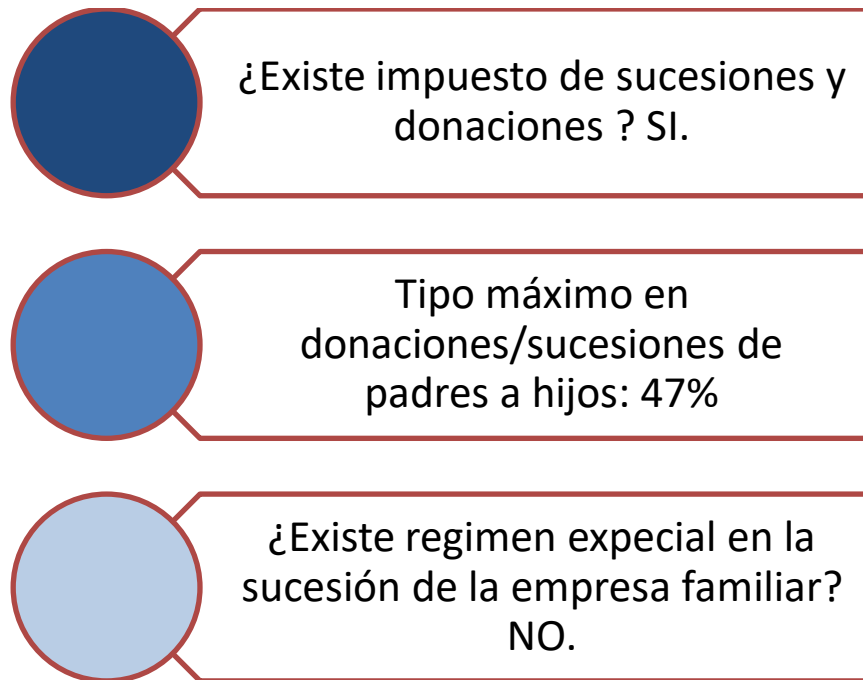 ¿Existe impuesto de sucesiones y
donaciones ? SI.
Tipo máximo en
donaciones/sucesiones de
padres a hijos: 47%
¿Existe regimen expecial en la
sucesión de la empresa familiar?
NO.